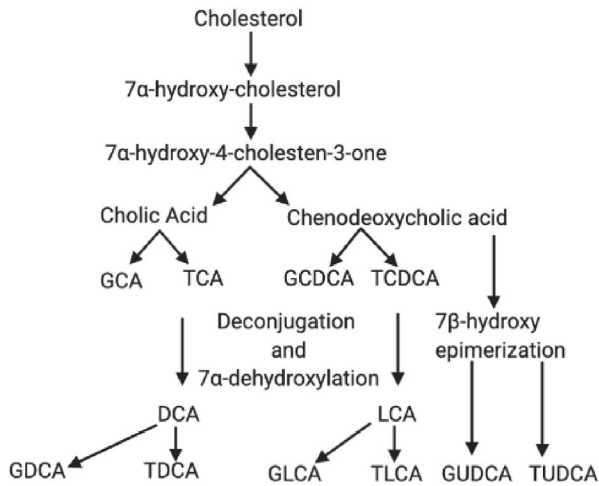 Cholesterol
7α-hydroxy-cholesterol
7α-hydroxy-4-cholesten-3-one
Cholic Acid
Chenodeoxycholic acid
GCA
TCA
GCDCA
TCDCA
Deconjugation
and
7α-dehydroxylation
7β-hydroxy
epimerization
DCA
LCA
GDCA
TDCA
GLCA
TLCA
GUDCA
TUDCA